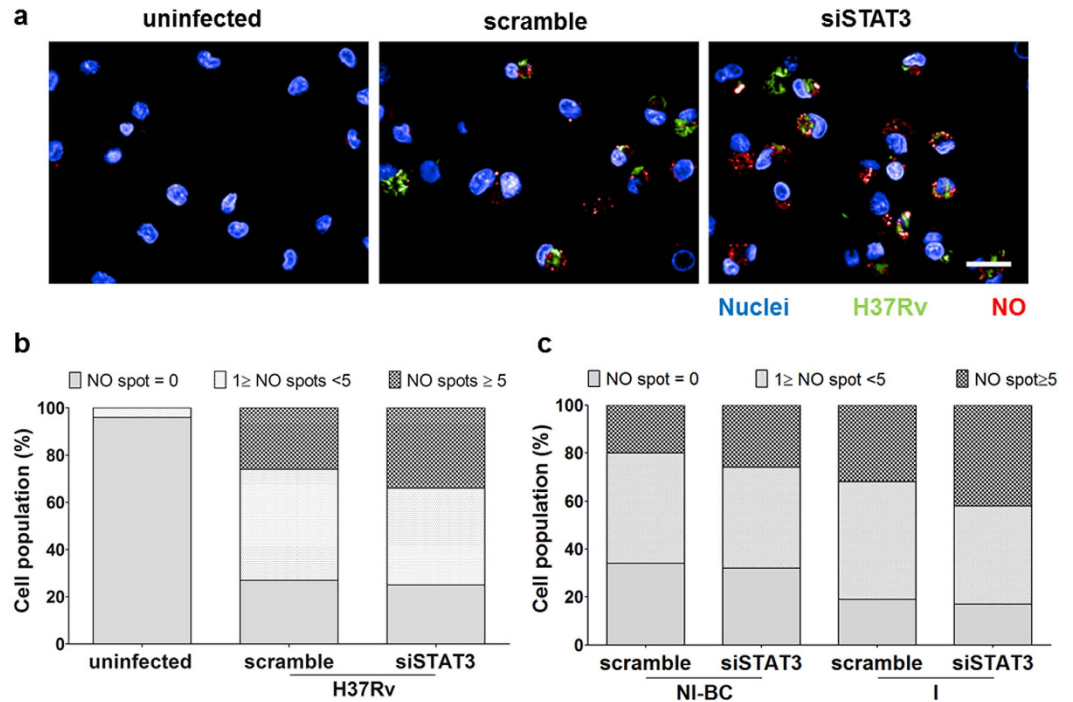 a
uninfected scramble siSTAT3
Nuclei H37Rv NO
b
NO spot = 0 1≥ NO spots <5 NO spots ≥ 5
Cell population (%)
100
80
60
40
20
0
uninfected scramble siSTAT3
H37Rv
c
NO spot = 0 1≥ NO spot <5 NO spot≥5
Cell population (%)
100
80
60
40
20
0
scramble siSTAT3 scramble siSTAT3
NI-BC I